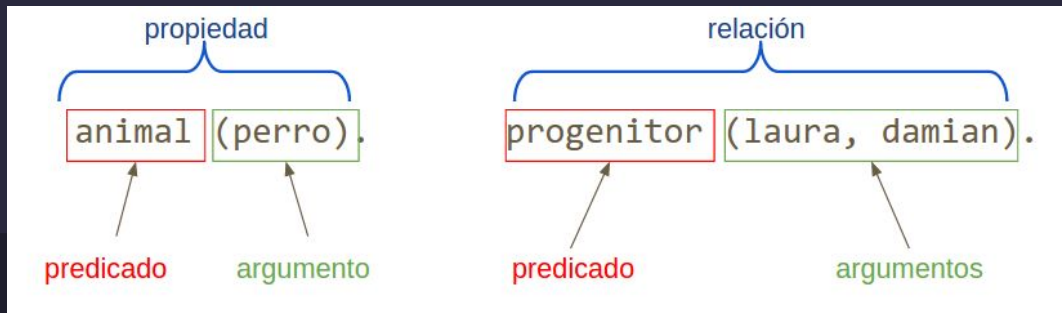 propiedad
relación
animal (perro).
progenitor (laura, damian).
predicado
argumento
predicado
argumentos